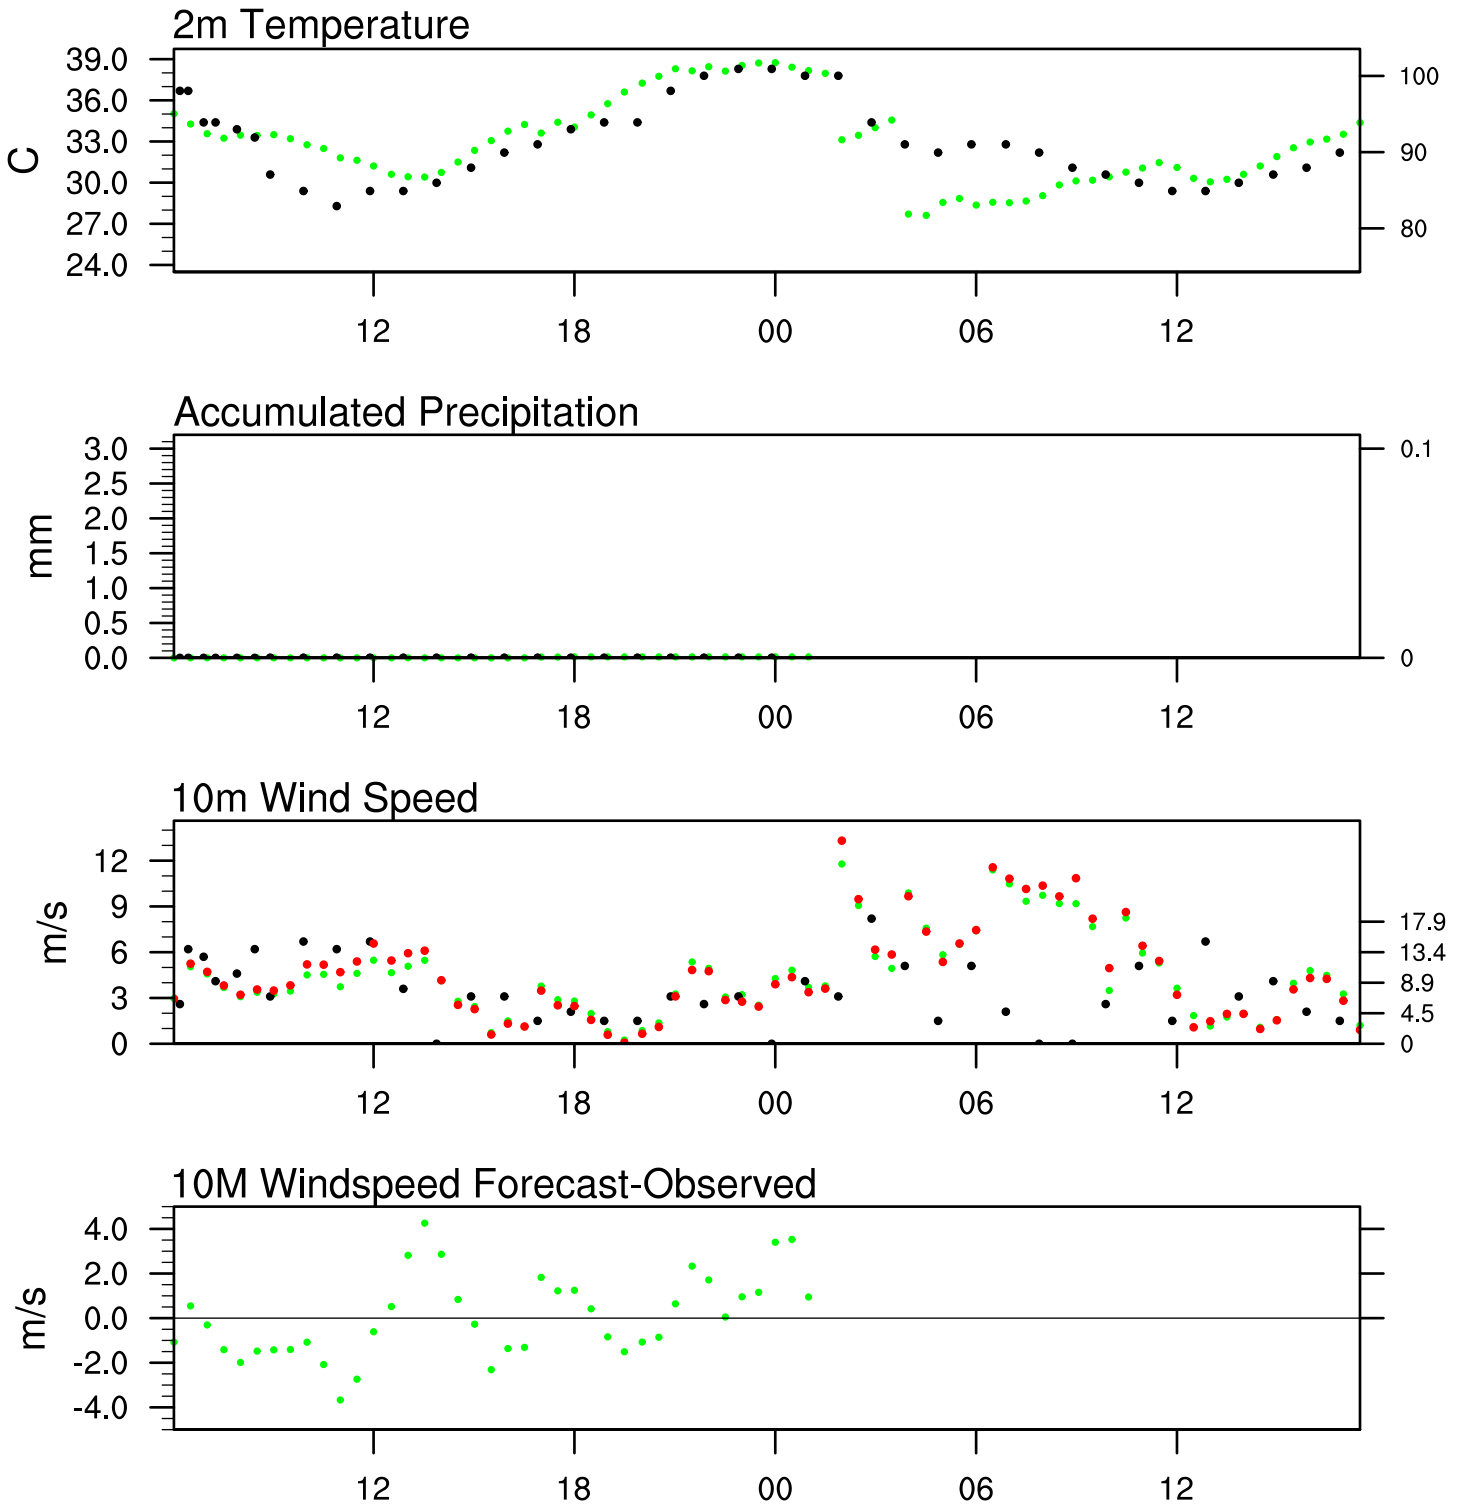 2m Temperature
39.0
36.0
33.0
30.0
27.0
24.0
C
100
90
80
12 18 00 06 12
Accumulated Precipitation
3.0
2.5
2.0
1.5
1.0
0.5
0.0
mm
0.1
0
12 18 00 06 12
10m Wind Speed
12
9
6
3
0
m/s
17.9
13.4
8.9
4.5
0
12 18 00 06 12
10M Windspeed Forecast-Observed
4.0
2.0
0.0
-2.0
-4.0
m/s
12 18 00 06 12